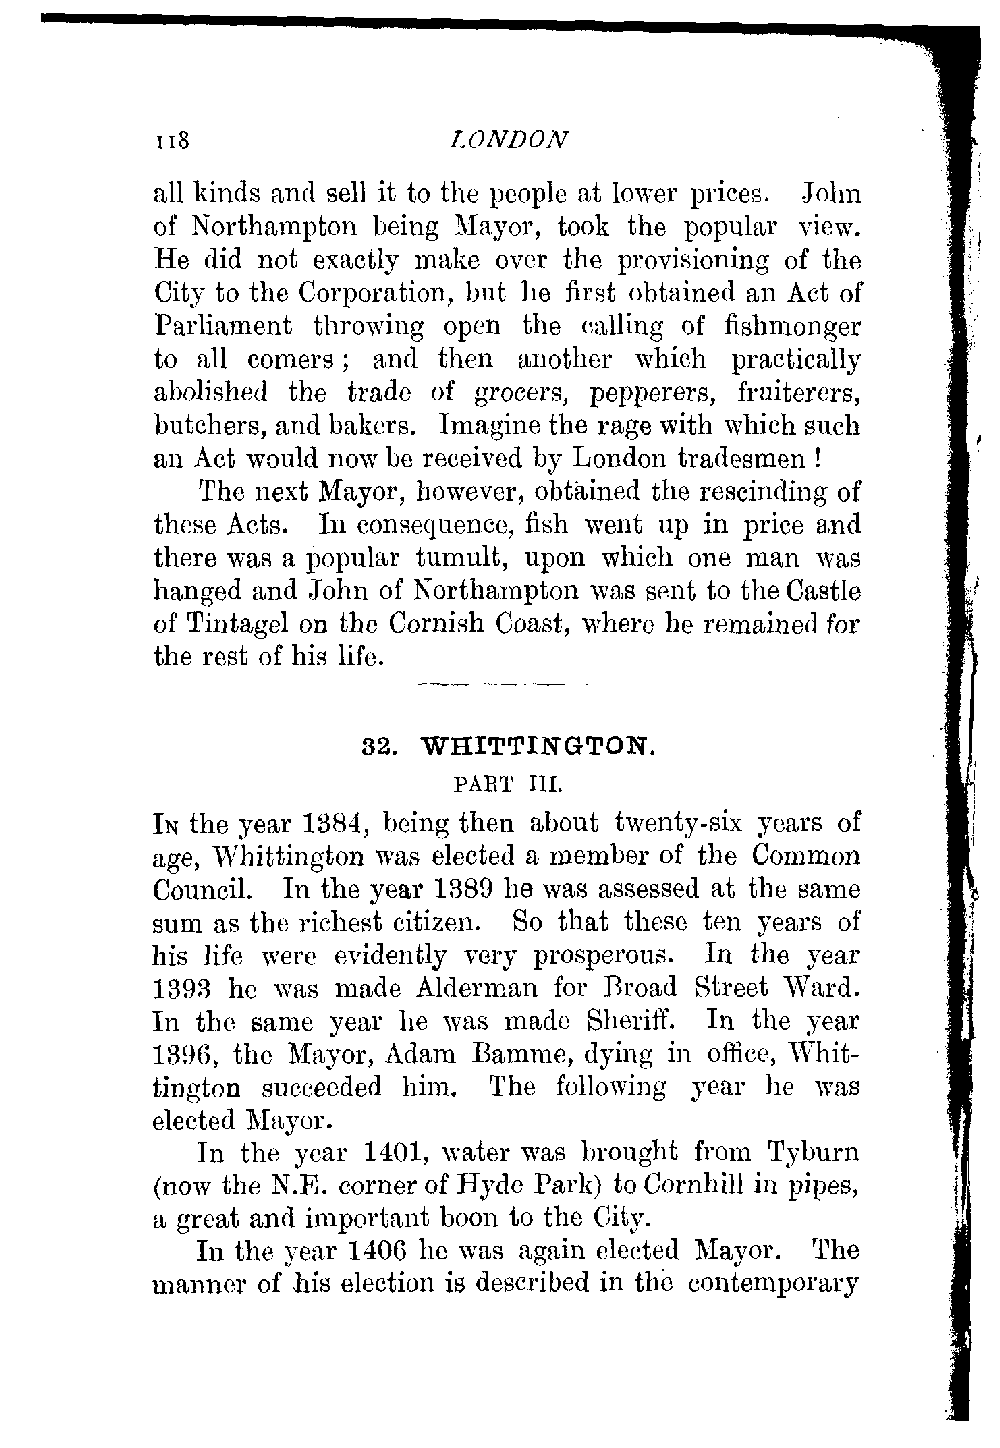 118 LONDON
all kinds and sell it to the people at lower prices. John
of Northampton being Mayor, took the popular view.
He did not exactly make over the provisioning of the
City to the Corporation, but he first obtained an Act of
Parliament throwing open the calling of fishmonger
to all comers; and then another which practically
abolished the trade of grocers, pepperers, fruiterers,
butchers, and bakers. Imagine the rage with which such
an Act would now be received by London tradesmen!
The next Mayor, however, obtained the rescinding of
these Acts. In consequence, fish went up in price and
there was a popular tumult, upon which one man was
hanged and John of Northampton was sent to the Castle
of Tintagel on the Cornish Coast, where he remained for
the rest of his life.
32. WHITTINGTON.
PART III.
IN the year 1384, being then about twenty-six years of
age, Whittington was elected a member of the Common
Council. In the year 1389 he was assessed at the same
sum as the richest citizen. So that these ten years of
his life were evidently very prosperous. In the year
1393 he was made Alderman for Broad Street Ward.
In the same year he was made Sheriff. In the year
1396, the Mayor, Adam Bamme, dying in office, Whit-
tington succeeded him. The following year he was
elected Mayor.
In the year 1401, water was brought from Tyburn
(now the N.E. corner of Hyde Park) to Cornhill in pipes,
a great and important boon to the City.
In the year 1406 he was again elected Mayor. The
manner of his election is described in the contemporary